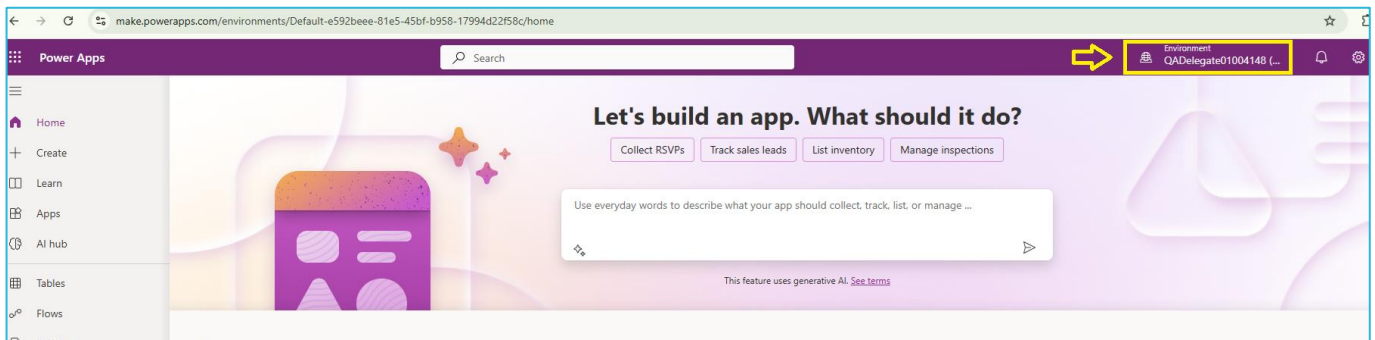 make.powerapps.com/environments/Default-e592beee-81e5-45bf-b958-17994d22f58c/home
Power Apps
Search
Environment
QADelegate01004148 (...
Home
Create
Learn
Apps
AI hub
Tables
Flows
Let's build an app. What should it do?
Collect RSVPs
Track sales leads
List inventory
Manage inspections
Use everyday words to describe what your app should collect, track, list, or manage ...
This feature uses generative AI. See terms